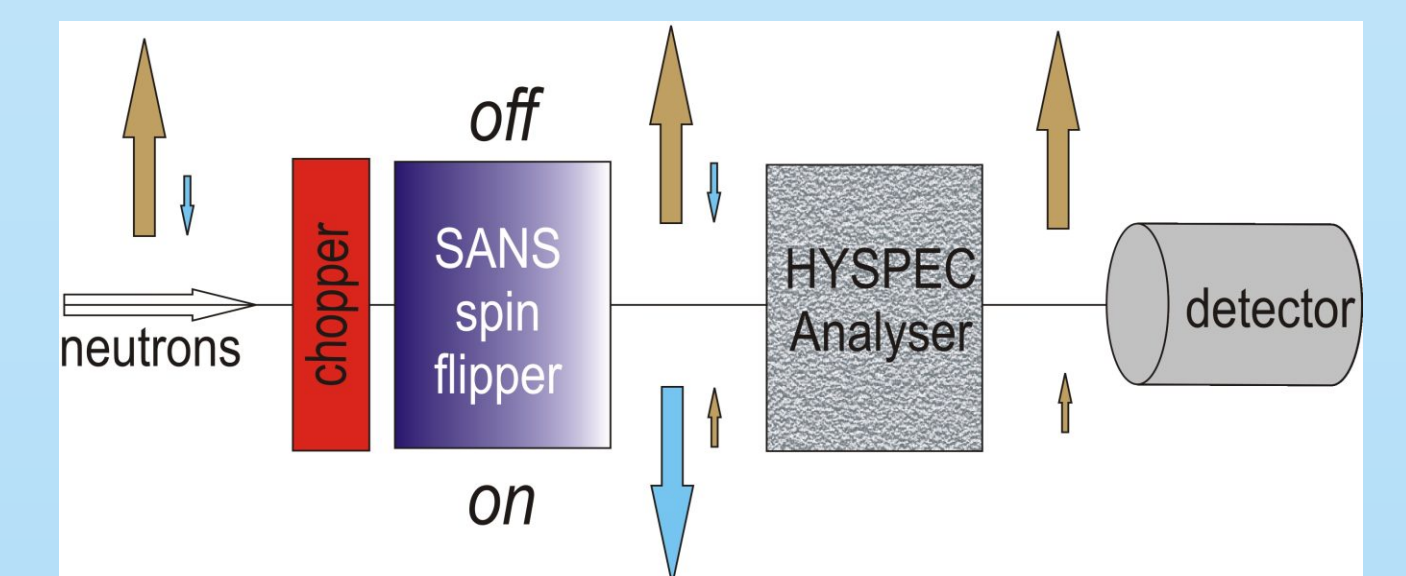 off
neutrons
chopper
SANS
spin
flipper
on
HYSPEC
Analyser
detector